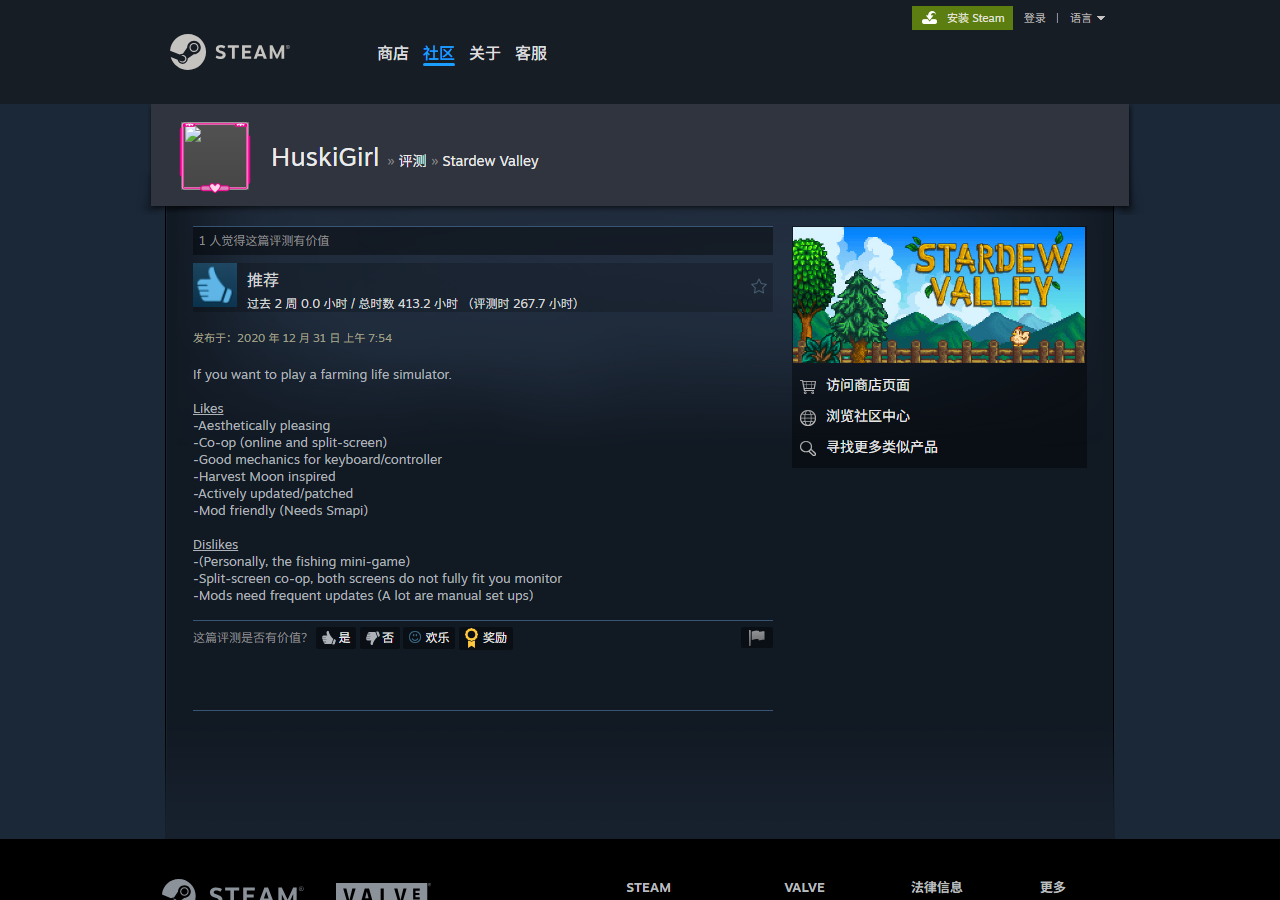 安装 Steam
登录 | 语言
STEAM®
商店 社区 关于 客服
HuskiGirl » 评测 » Stardew Valley
1 人觉得这篇评测有价值
推荐
过去 2 周 0.0 小时 / 总时数 413.2 小时 （评测时 267.7 小时）
发布于：2020 年 12 月 31 日 上午 7:54
If you want to play a farming life simulator.
Likes
-Aesthetically pleasing
-Co-op (online and split-screen)
-Good mechanics for keyboard/controller
-Harvest Moon inspired
-Actively updated/patched
-Mod friendly (Needs Smapi)
Dislikes
-(Personally, the fishing mini-game)
-Split-screen co-op, both screens do not fully fit you monitor
-Mods need frequent updates (A lot are manual set ups)
这篇评测是否有价值？ 是 否 欢乐 奖励
STARDEW
VALLEY
访问商店页面
浏览社区中心
寻找更多类似产品
STEAM® VALVE® STEAM VALVE 法律信息 更多